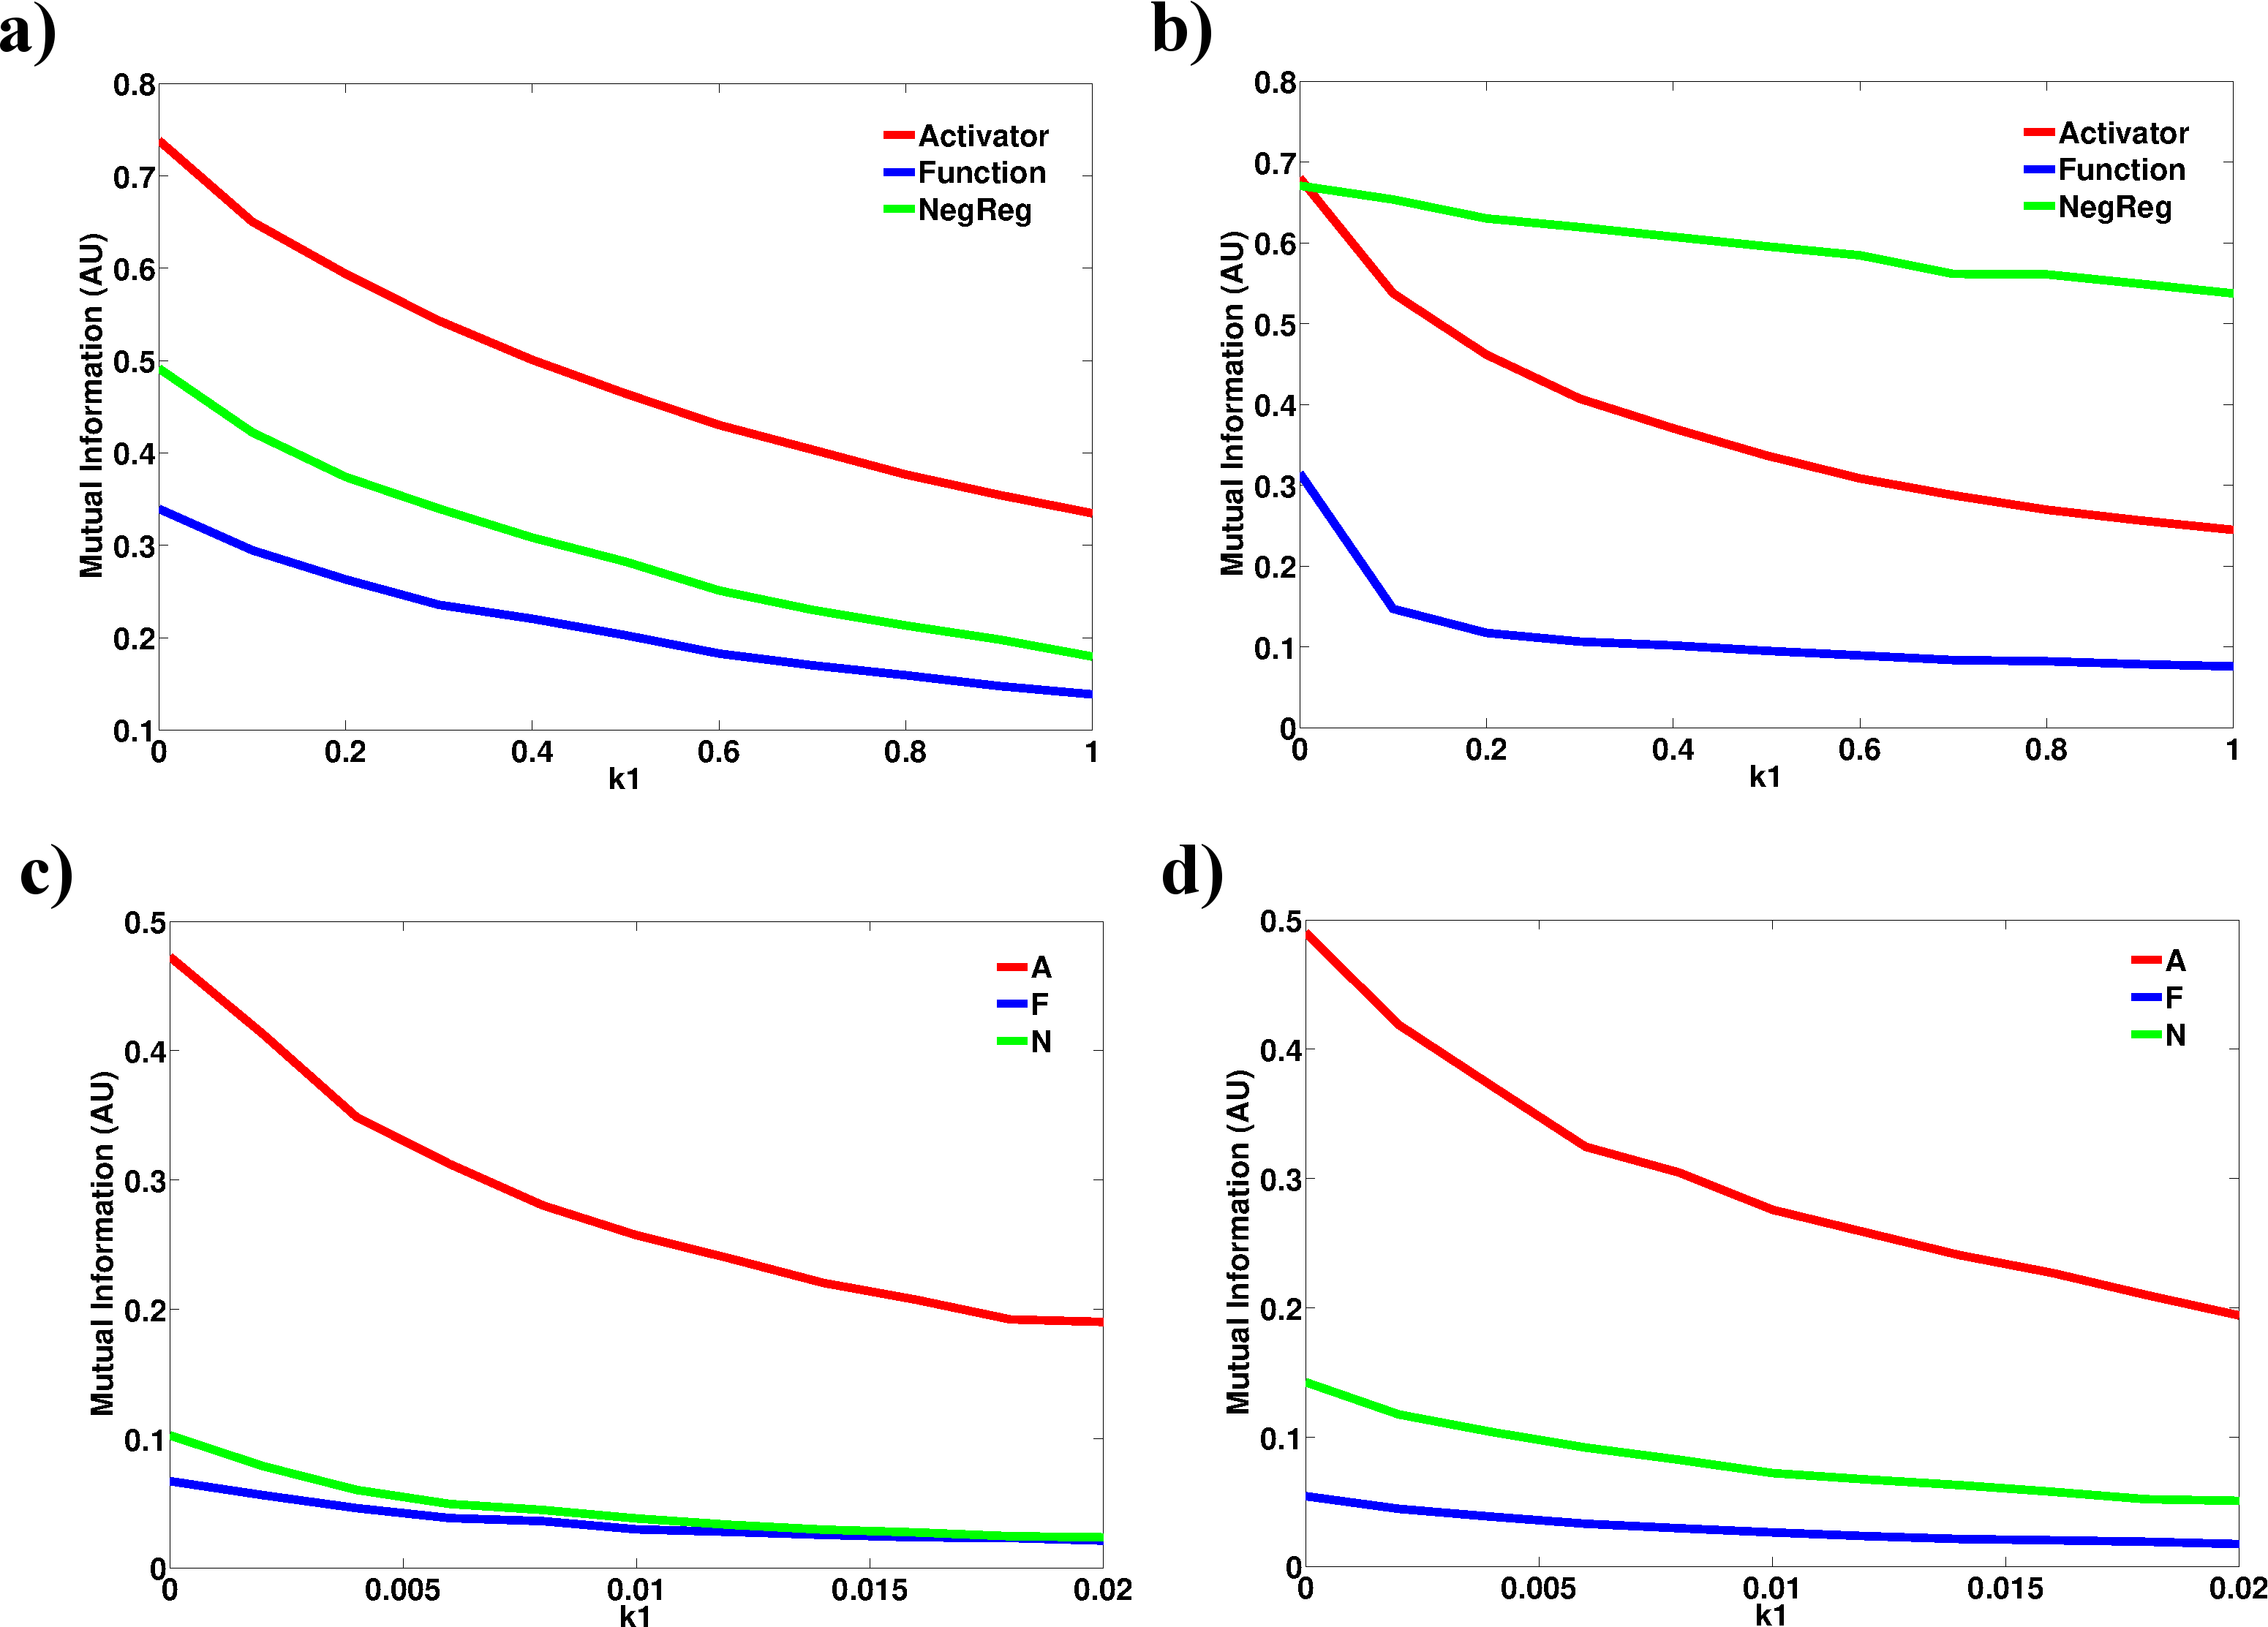 a)
Mutual Information (AU)
0.8
0.7
0.6
0.5
0.4
0.3
0.2
0.1
Activator
Function
NegReg
0 0.2 0.4 0.6 0.8 1
k1
b)
Mutual Information (AU)
0.8
0.7
0.6
0.5
0.4
0.3
0.2
0.1
0
Activator
Function
NegReg
0 0.2 0.4 0.6 0.8 1
k1
c)
Mutual Information (AU)
0.5
0.4
0.3
0.2
0.1
0
A
F
N
0 0.005 0.01 0.015 0.02
k1
d)
Mutual Information (AU)
0.5
0.4
0.3
0.2
0.1
0
A
F
N
0 0.005 0.01 0.015 0.02
k1